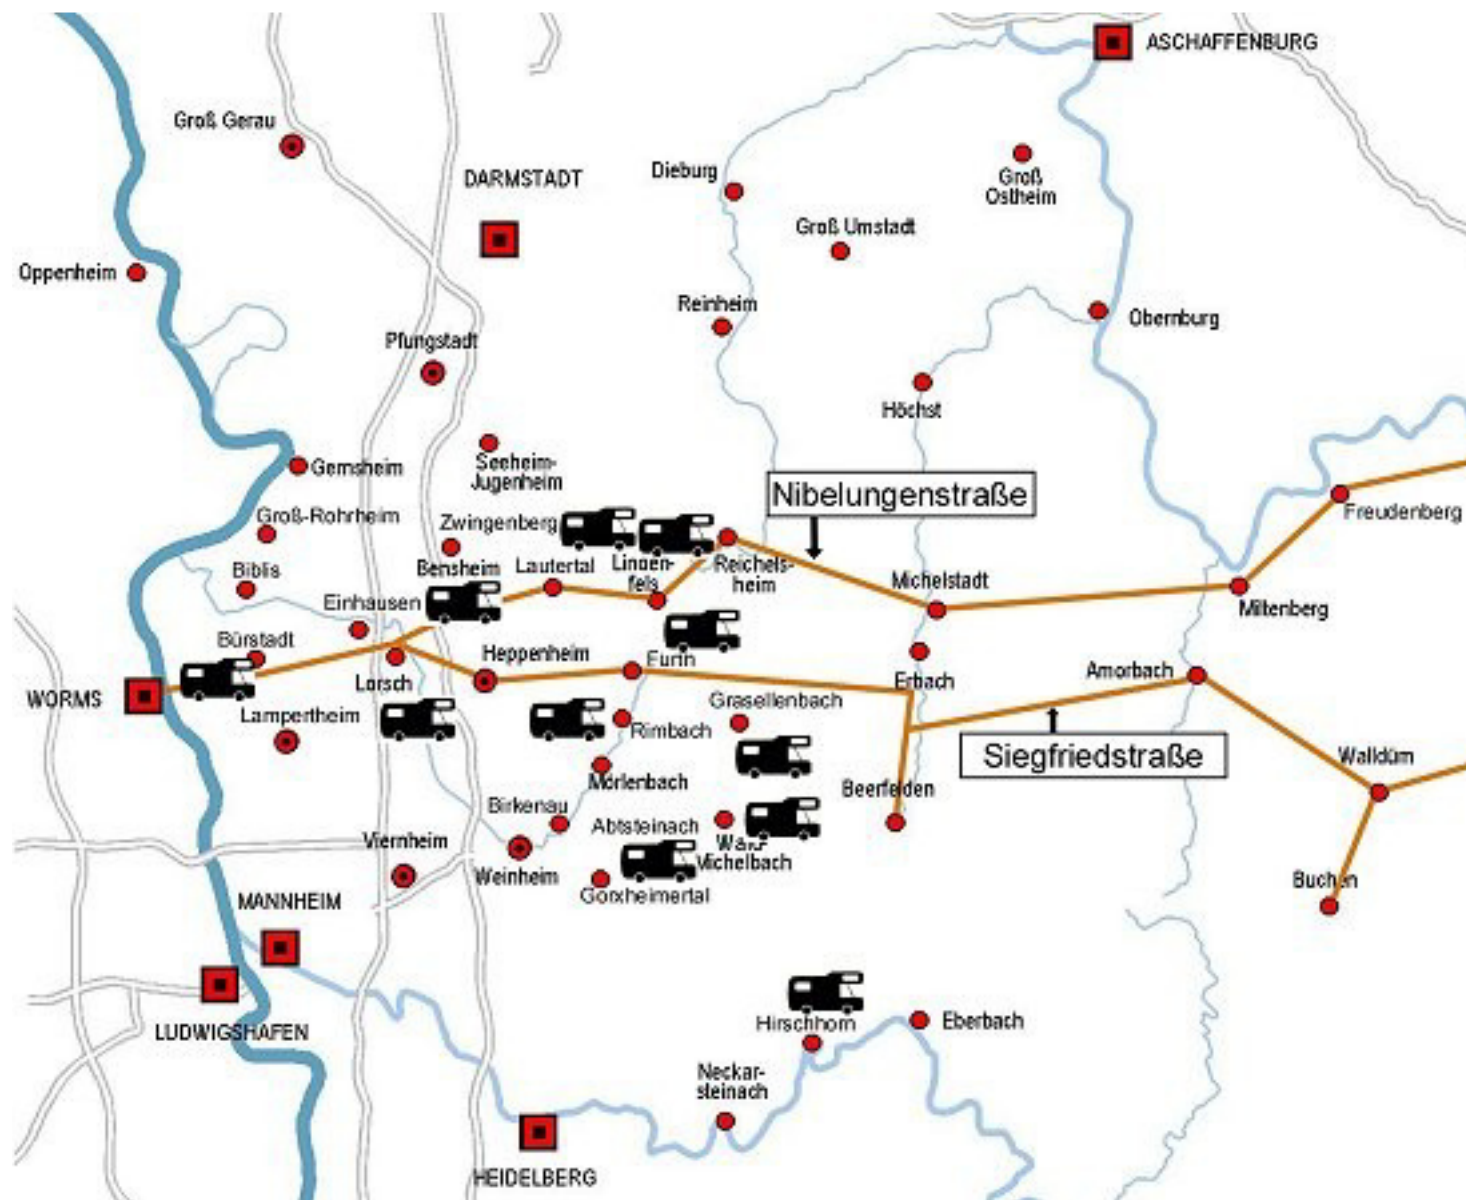 ASCHAFFENBURG
Groß Gerau
DARMSTADT
Dieburg
Groß
Ostheim
Groß Umstadt
Oppenheim
Reinheim
Obernburg
Pfungstadt
Höchst
Gernsheim
Seeheim-
Jugenheim
Nibelungenstraße
Freudenberg
Groß-Rohrheim
Zwingenberg
Biblis
Bensheim
Lautertal
Linden-
fels
Reichels-
heim
Michelstadt
Miltenberg
Einhausen
Bürstadt
Heppenheim
Fürth
Erbach
Amorbach
WORMS
Lorsch
Lampertheim
Grasellenbach
Rimbach
Siegfriedstraße
Walldürn
Mörlenbach
Beerfelden
Birkenau
Abtsteinach
Wald-
Michelbach
Viernheim
Weinheim
Gorxheimertal
Buchen
MANNHEIM
LUDWIGSHAFEN
Hirschhorn
Eberbach
Neckar-
steinach
HEIDELBERG